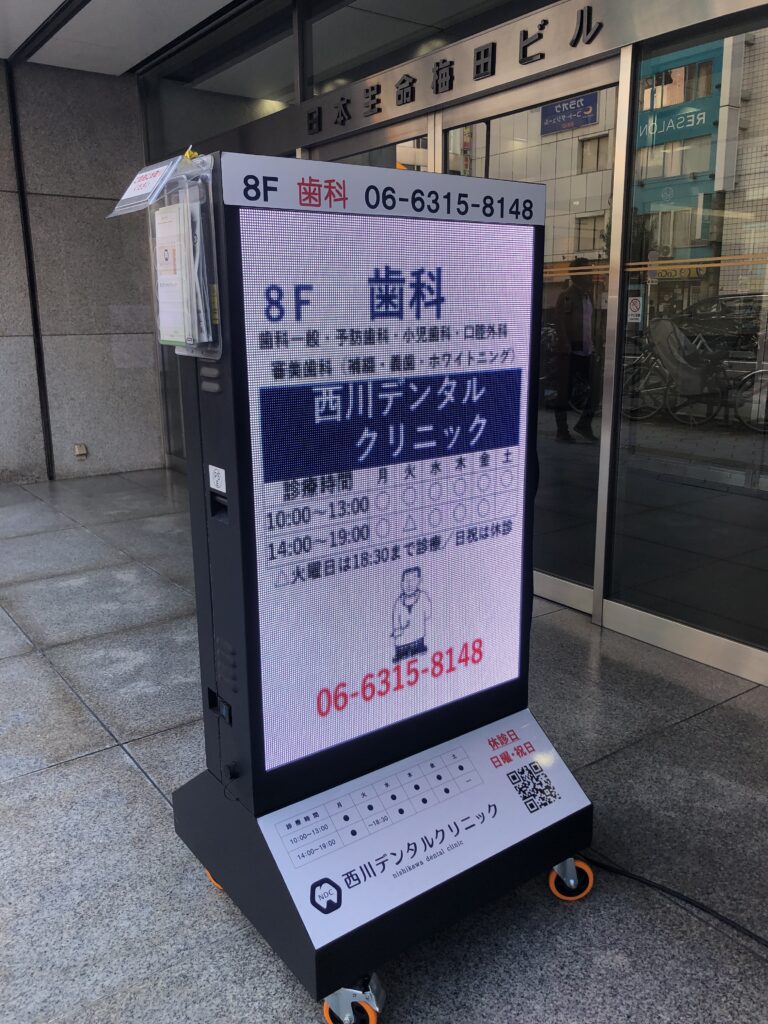 日本生命梅田ビル
カラオケ
RESALON
8F 歯科 06-6315-8148
8F 歯科
歯科一般・予防歯科・小児歯科・口腔外科
審美歯科（補綴・義歯・ホワイトニング）
西川デンタル
クリニック
診療時間 月 火 水 木 金 土
10:00～13:00 ○ ○ ○ ○ ○ ○
14:00～19:00 ○ △ ○ ○ ○ ／
△火曜日は18:30まで診療／日祝は休診
06-6315-8148
休診日
日曜・祝日
診療時間 月 火 水 木 金 土
10:00～13:00 ● ● ● ● ● ●
14:00～19:00 ● ～18:30 ● ● ● ー
NDC 西川デンタルクリニック
nishikawa dental clinic